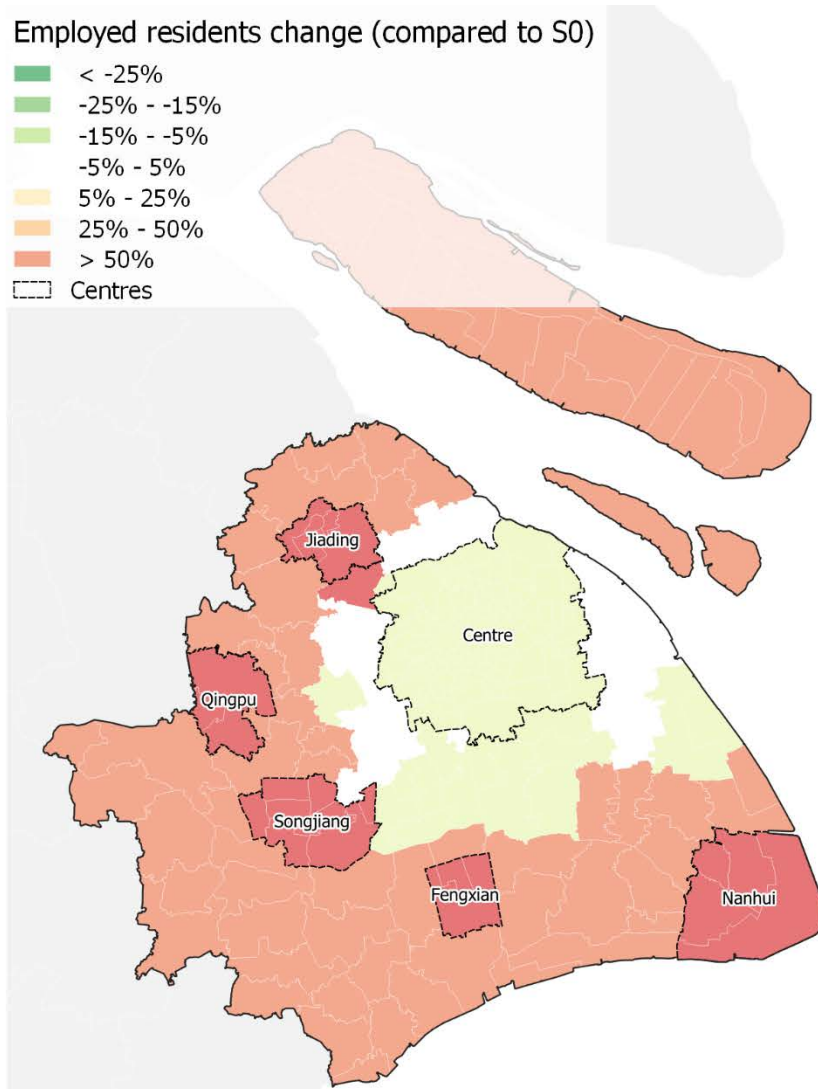 Employed residents change (compared to S0)
< -25%
-25% - -15%
-15% - -5%
-5% - 5%
5% - 25%
25% - 50%
> 50%
Centres
Jiading
Centre
Qingpu
Songjiang
Fengxian
Nanhui